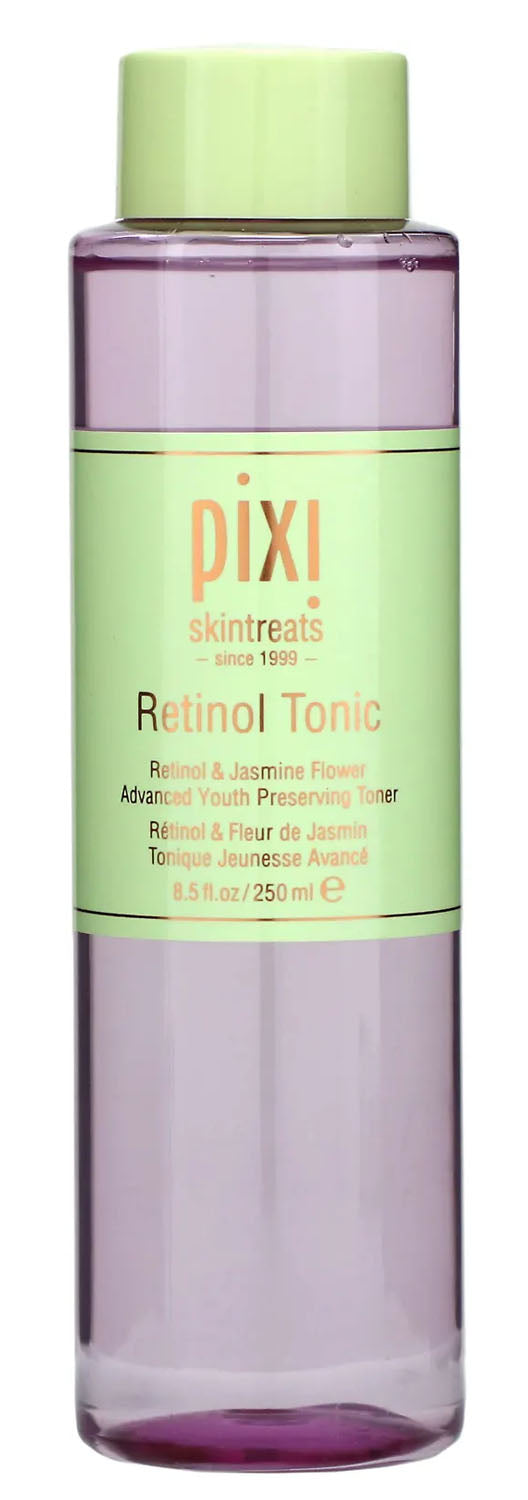 pixi
skintreats
– since 1999 –
Retinol Tonic
Retinol & Jasmine Flower
Advanced Youth Preserving Toner
Rétinol & Fleur de Jasmin
Tonique Jeunesse Avancé
8.5 fl.oz/250 ml ℮